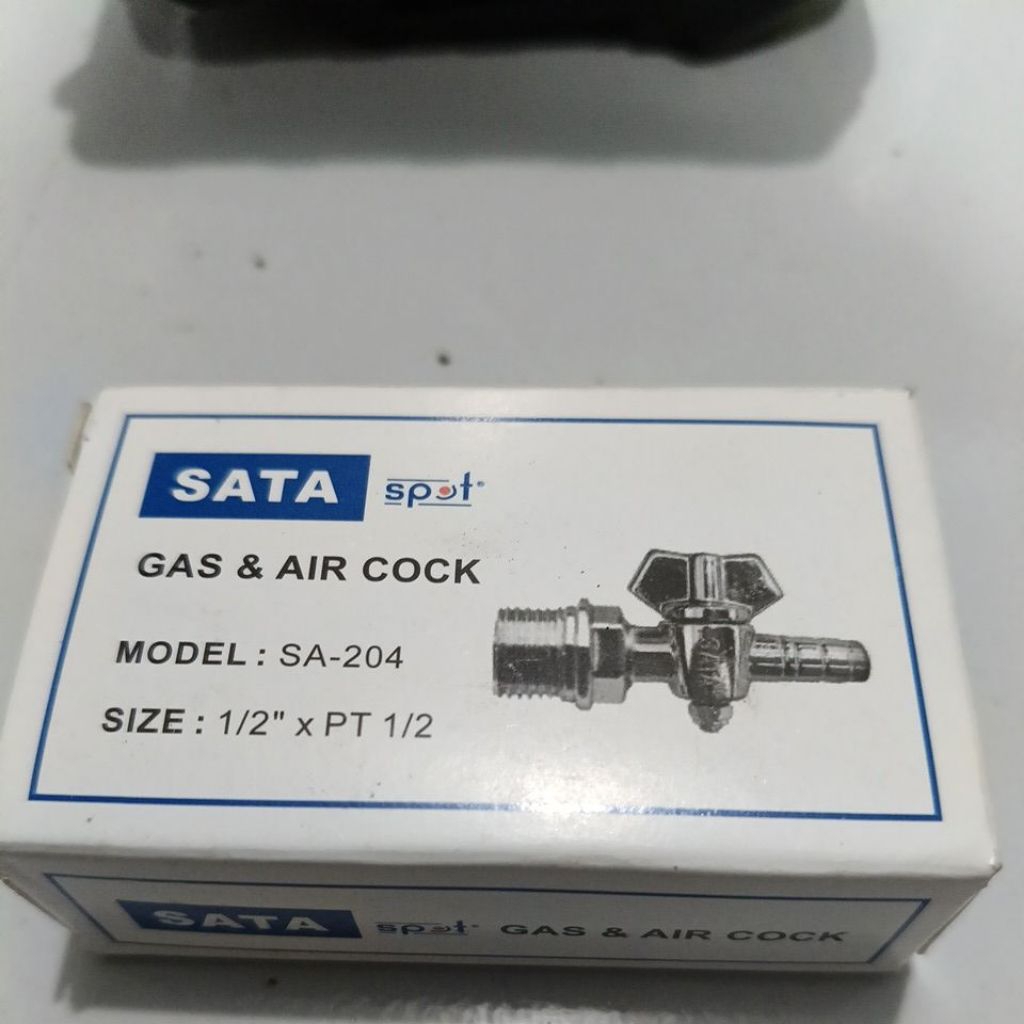 SATA spot
GAS & AIR COCK
MODEL : SA-204
SIZE : 1/2" x PT 1/2
SATA spot GAS & AIR COCK